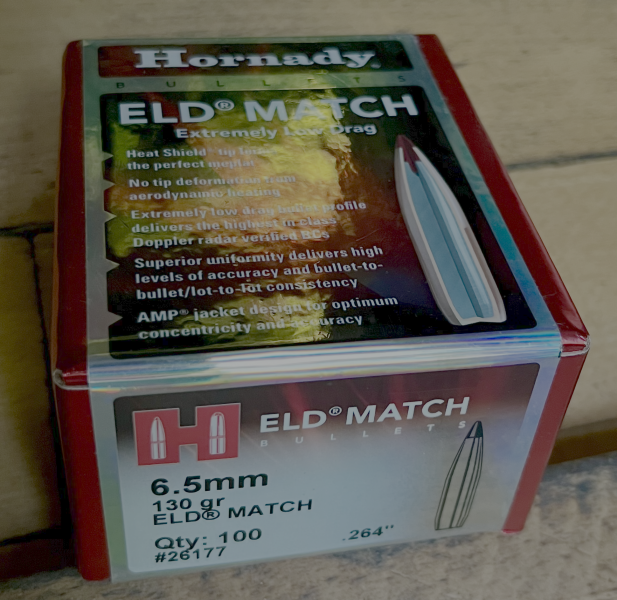 Hornady
BULLETS
ELD® MATCH
Extremely Low Drag
Heat Shield® tip
the perfect
No tip deformation from
aerodynamic heating
Extremely low drag bullet profile
delivers the highest in class
Doppler radar verified BCs
Superior uniformity delivers high
levels of accuracy and bullet-to-
bullet/lot-to-lot consistency
AMP® jacket design for optimum
concentricity and accuracy
H
ELD® MATCH
BULLETS
6.5mm
130 gr
ELD® MATCH
Qty: 100
.264"
#26177